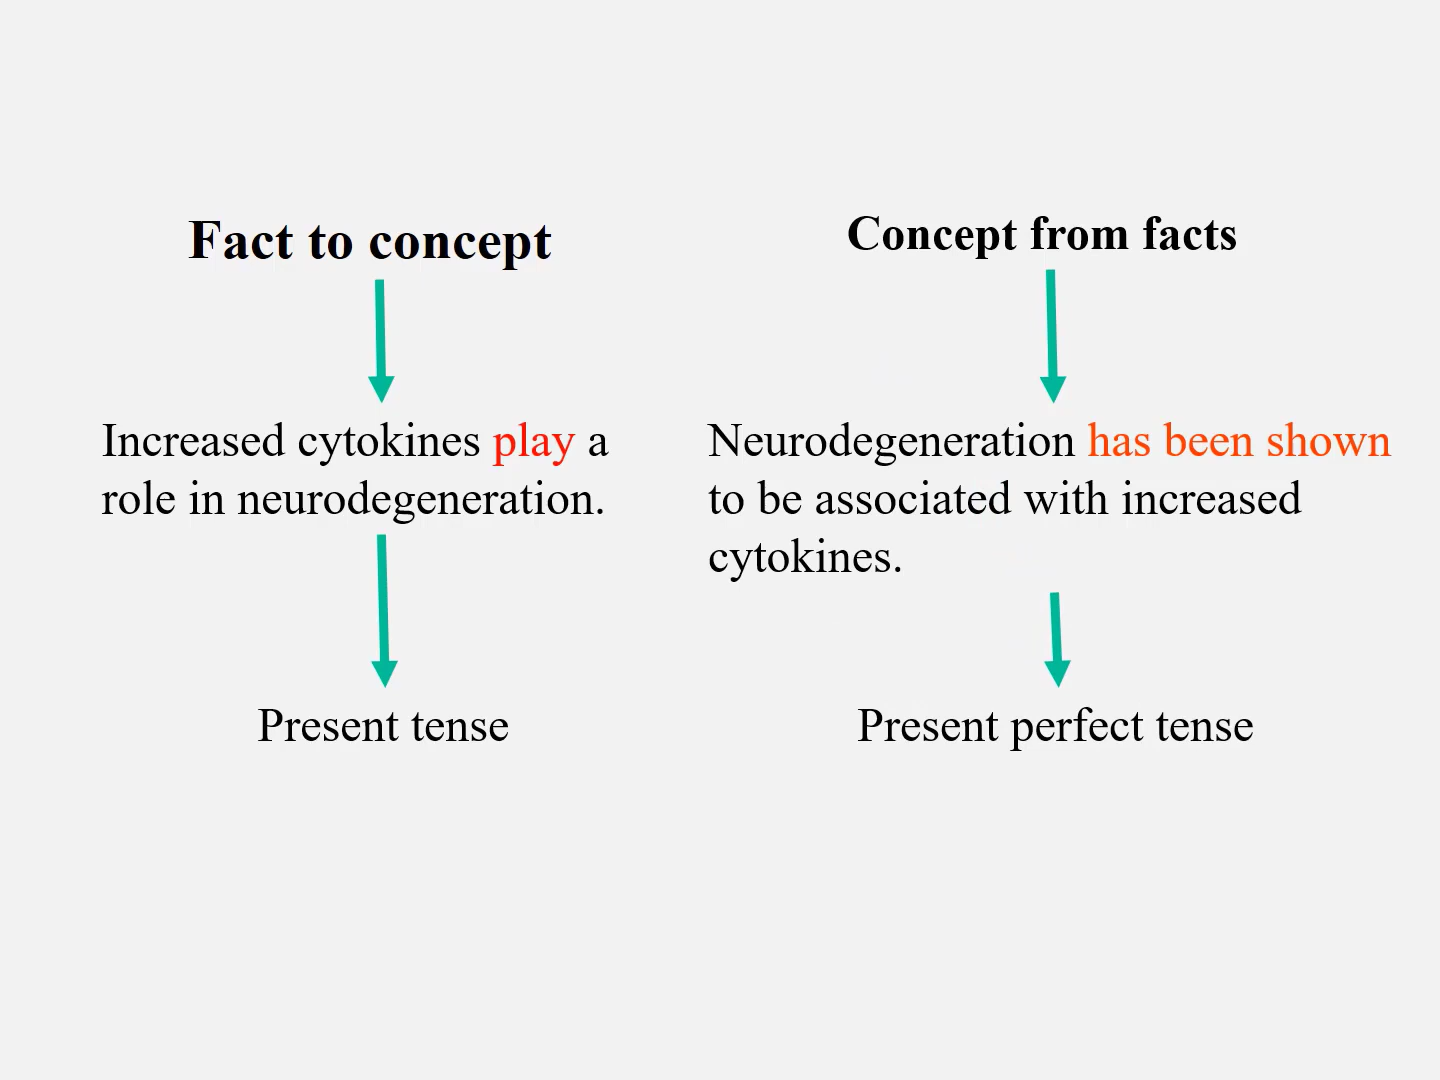 Fact to concept
Increased cytokines play a
role in neurodegeneration.
Present tense
Concept from facts
Neurodegeneration has been shown
to be associated with increased
cytokines.
Present perfect tense